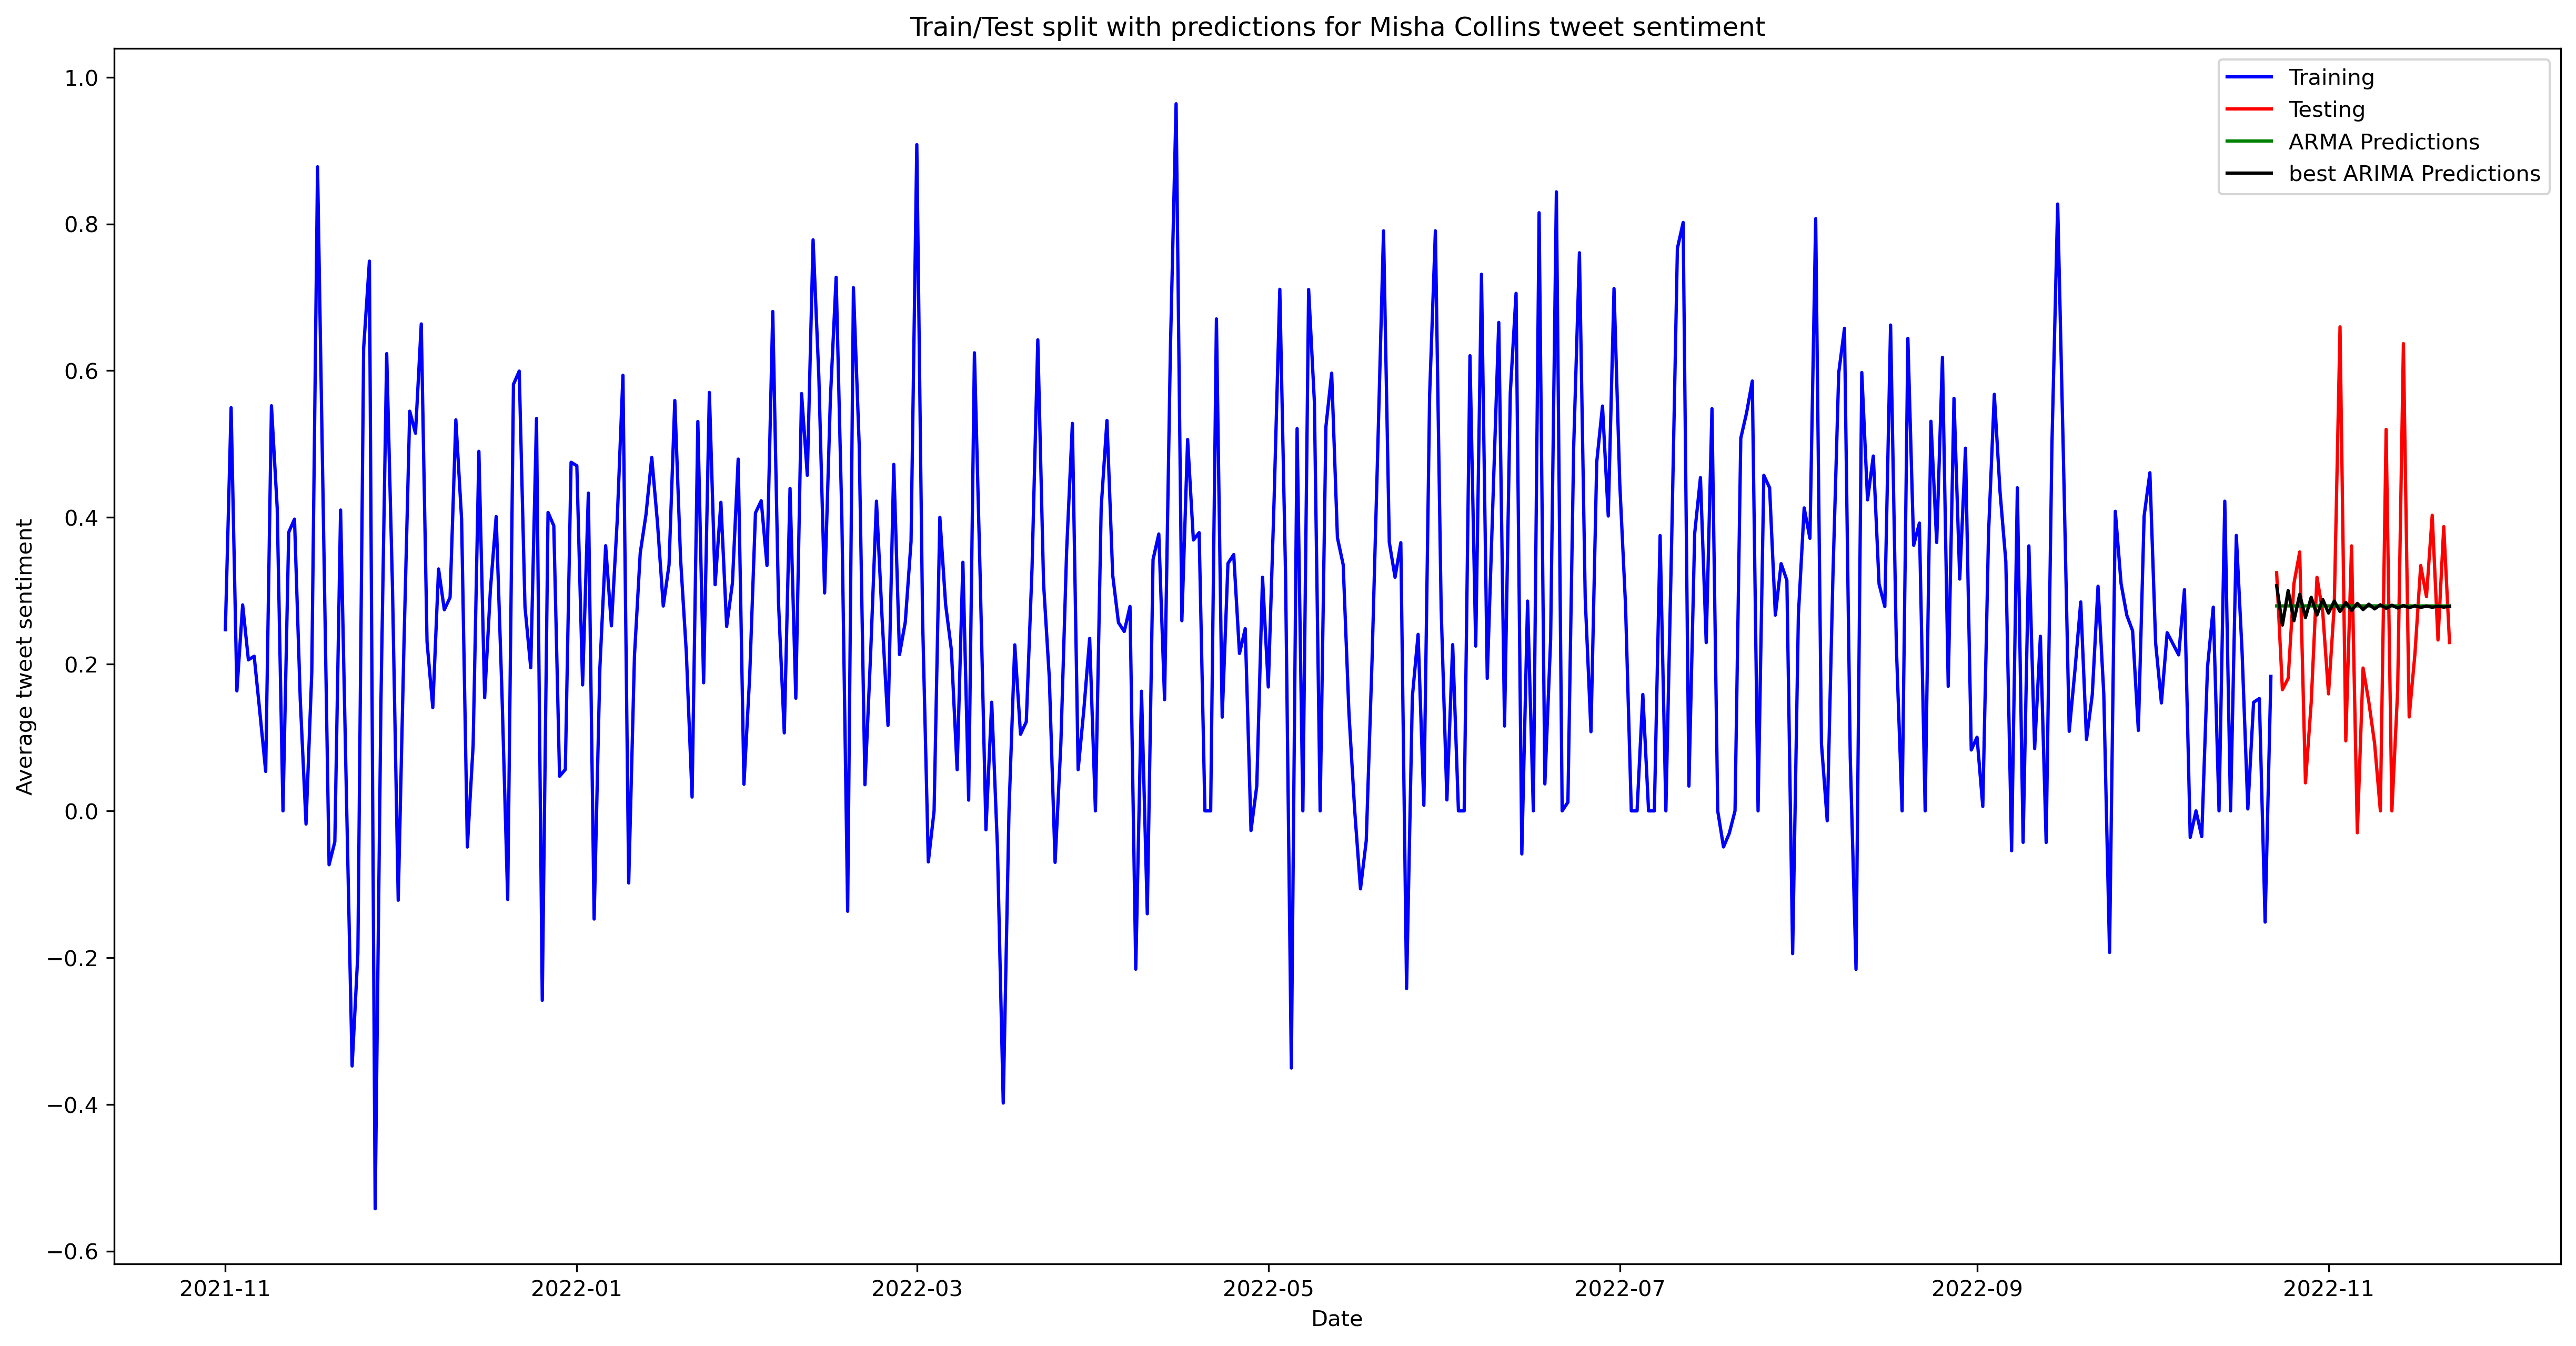 Train/Test split with predictions for Misha Collins tweet sentiment
Training
Testing
ARMA Predictions
best ARIMA Predictions
Average tweet sentiment
1.0
0.8
0.6
0.4
0.2
0.0
−0.2
−0.4
−0.6
2021-11 2022-01 2022-03 2022-05 2022-07 2022-09 2022-11
Date